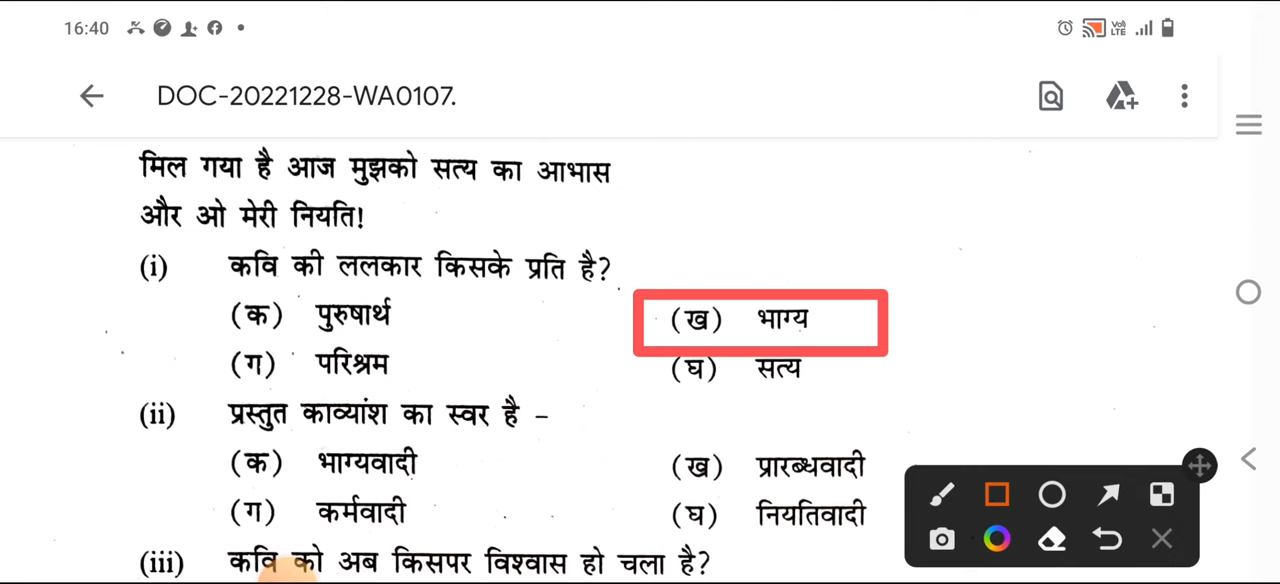 16:40
DOC-20221228-WA0107.
मिल गया है आज मुझको सत्य का आभास
और ओ मेरी नियति!
(i) कवि की ललकार किसके प्रति है?
(क) पुरुषार्थ (ख) भाग्य
(ग) परिश्रम (घ) सत्य
(ii) प्रस्तुत काव्यांश का स्वर है –
(क) भाग्यवादी (ख) प्रारब्धवादी
(ग) कर्मवादी (घ) नियतिवादी
(iii) कवि को अब किसपर विश्वास हो चला है?